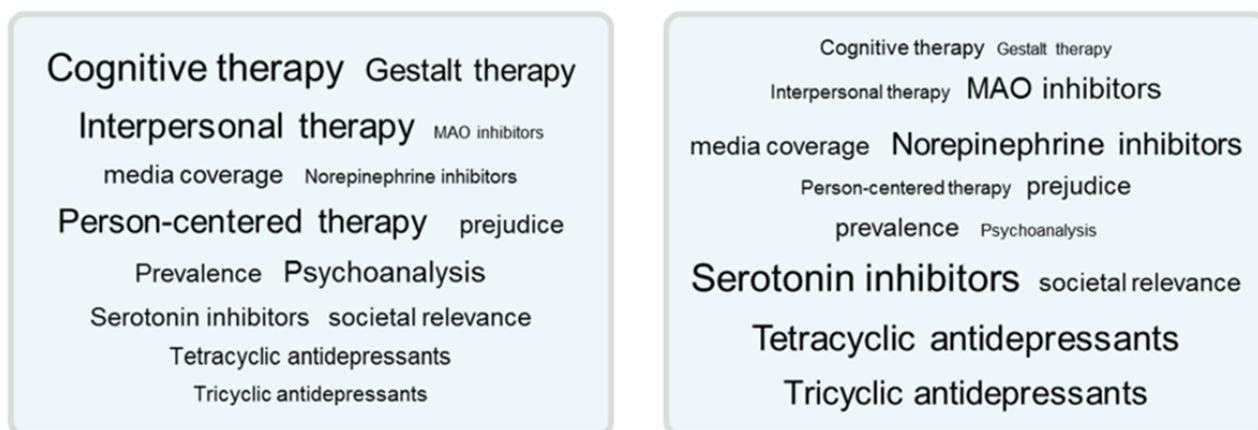 Cognitive therapy Gestalt therapy
Interpersonal therapy MAO inhibitors
media coverage Norepinephrine inhibitors
Person-centered therapy prejudice
Prevalence Psychoanalysis
Serotonin inhibitors societal relevance
Tetracyclic antidepressants
Tricyclic antidepressants
Cognitive therapy Gestalt therapy
Interpersonal therapy MAO inhibitors
media coverage Norepinephrine inhibitors
Person-centered therapy prejudice
prevalence Psychoanalysis
Serotonin inhibitors societal relevance
Tetracyclic antidepressants
Tricyclic antidepressants